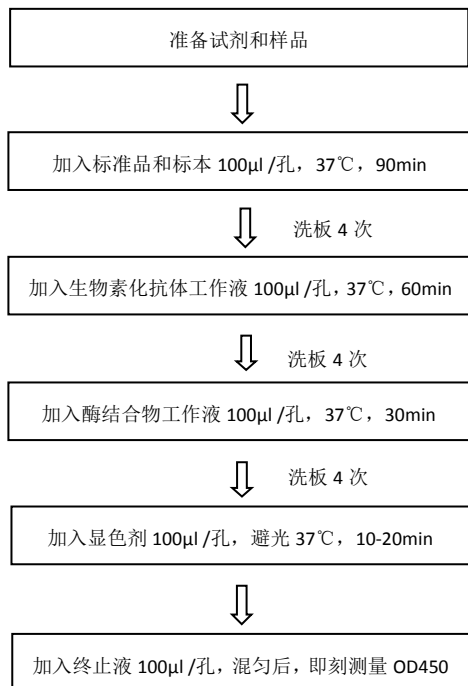 准备试剂和样品
加入标准品和标本 100μl /孔，37℃，90min
洗板 4 次
加入生物素化抗体工作液 100μl /孔，37℃，60min
洗板 4 次
加入酶结合物工作液 100μl /孔，37℃，30min
洗板 4 次
加入显色剂 100μl /孔，避光 37℃，10-20min
加入终止液 100μl /孔，混匀后，即刻测量 OD450